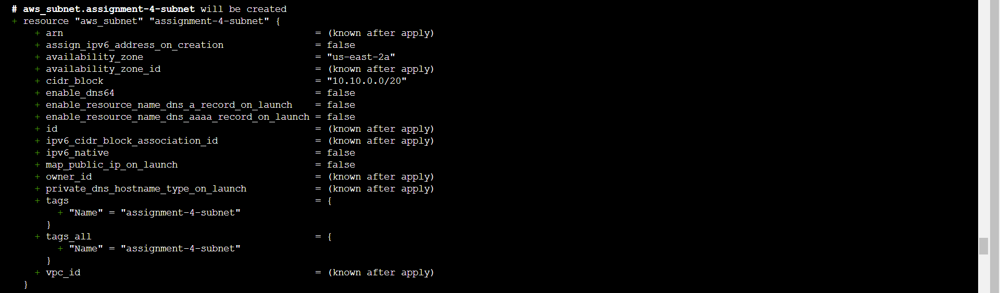 # aws_subnet.assignment-4-subnet will be created
+ resource "aws_subnet" "assignment-4-subnet" {
+ arn = (known after apply)
+ assign_ipv6_address_on_creation = false
+ availability_zone = "us-east-2a"
+ availability_zone_id = (known after apply)
+ cidr_block = "10.10.0.0/20"
+ enable_dns64 = false
+ enable_resource_name_dns_a_record_on_launch = false
+ enable_resource_name_dns_aaaa_record_on_launch = false
+ id = (known after apply)
+ ipv6_cidr_block_association_id = (known after apply)
+ ipv6_native = false
+ map_public_ip_on_launch = false
+ owner_id = (known after apply)
+ private_dns_hostname_type_on_launch = (known after apply)
+ tags = {
+ "Name" = "assignment-4-subnet"
}
+ tags_all = {
+ "Name" = "assignment-4-subnet"
}
+ vpc_id = (known after apply)
}